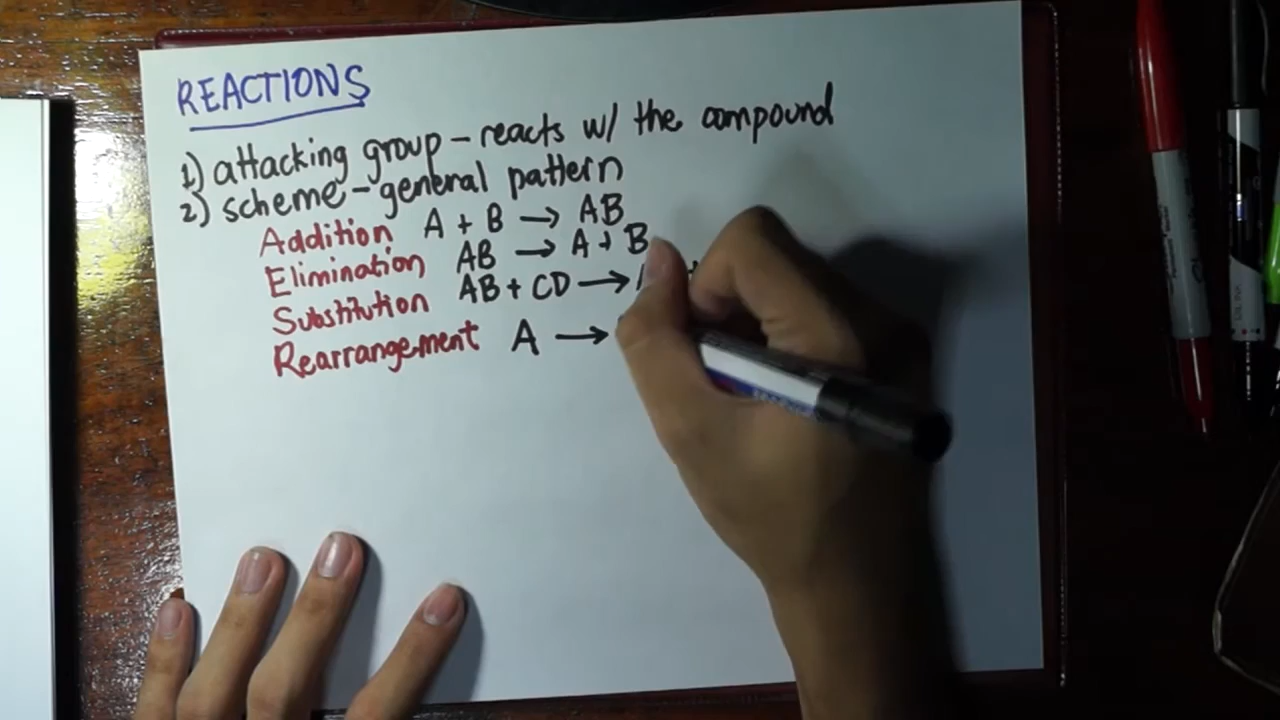 REACTIONS
1) attacking group - reacts w/ the compound
2) scheme - general pattern
Addition A + B → AB
Elimination AB → A + B
Substitution AB + CD →
Rearrangement A →